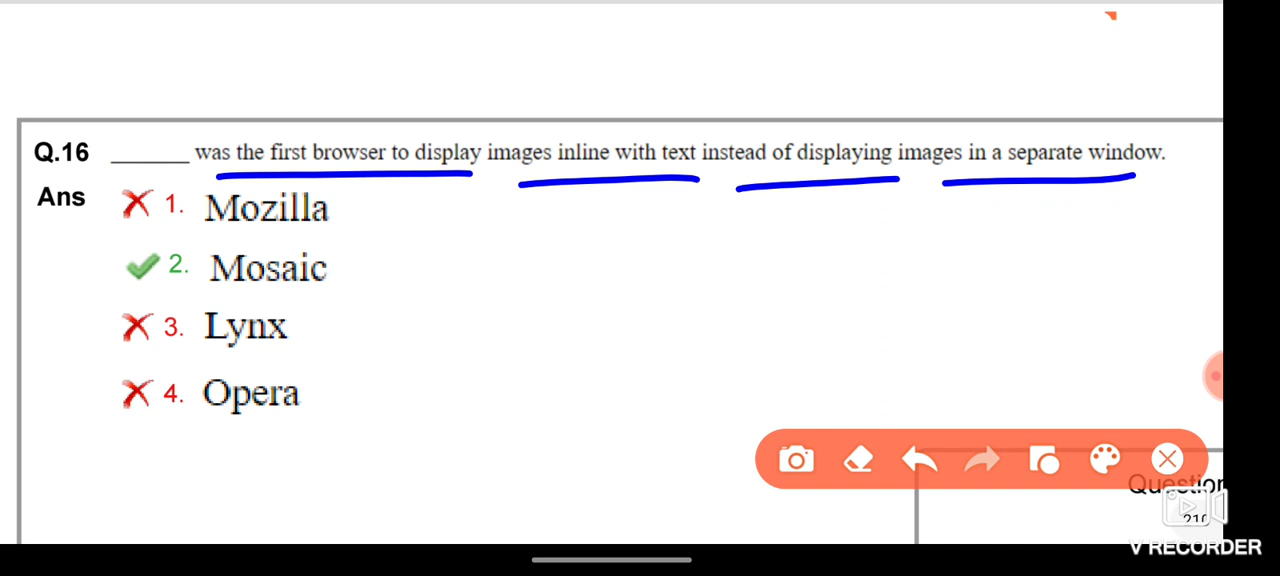 Q.16 ________ was the first browser to display images inline with text instead of displaying images in a separate window.
Ans 1. Mozilla
2. Mosaic
3. Lynx
4. Opera
V RECORDER